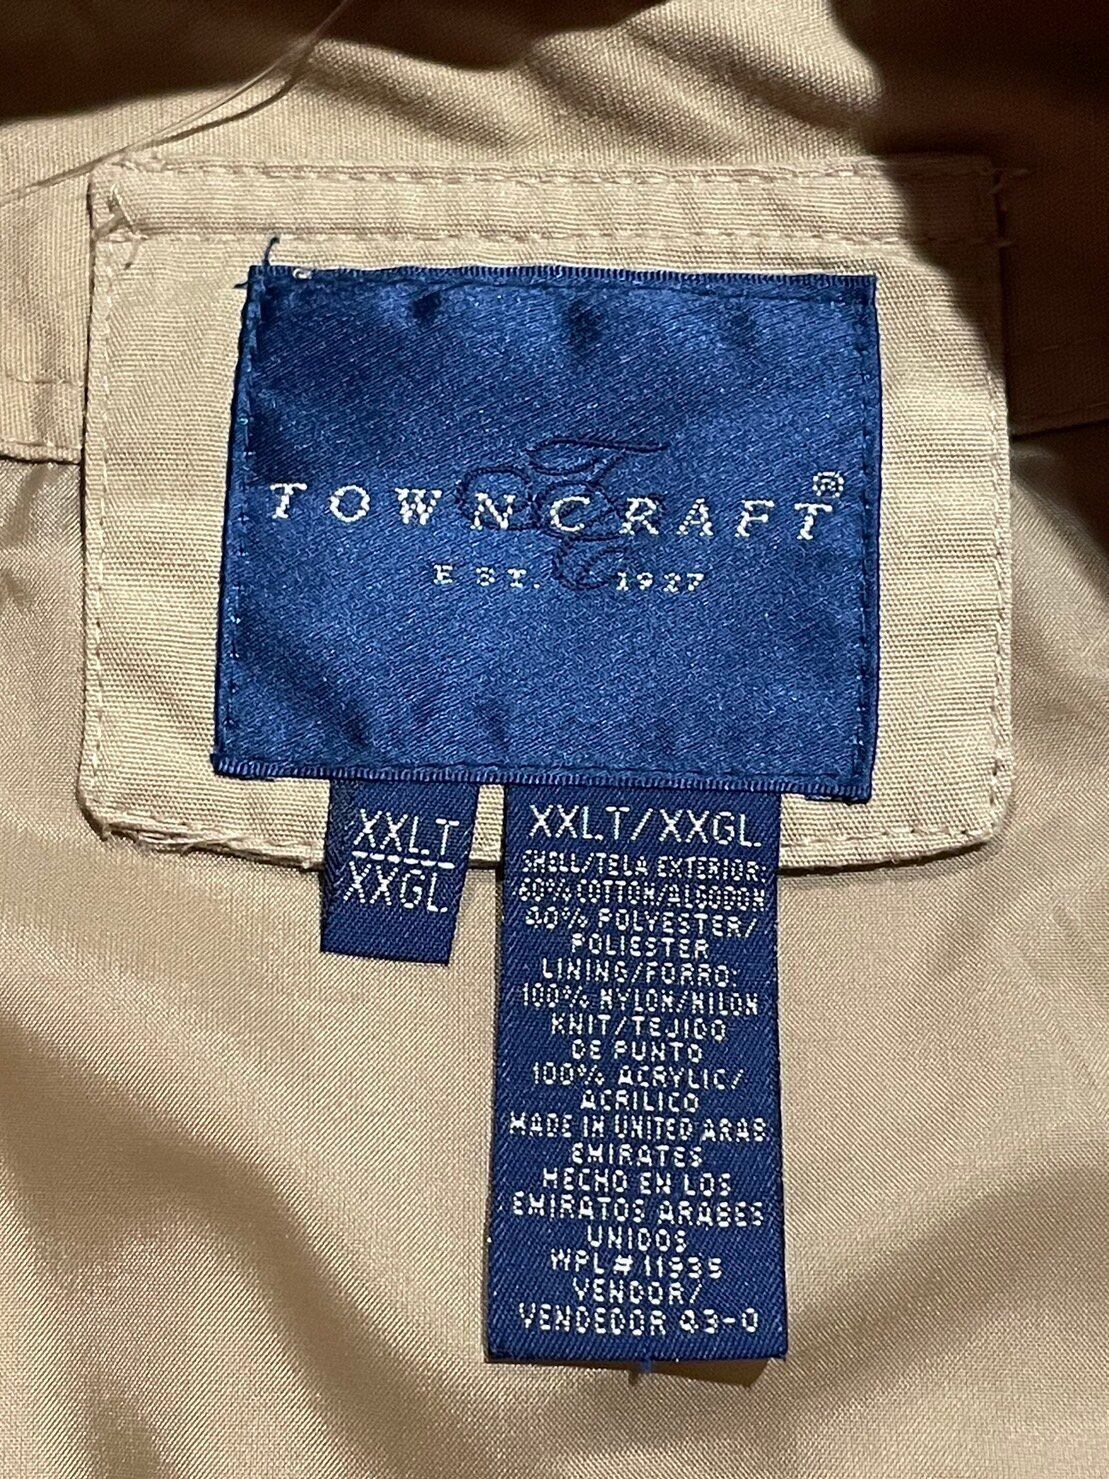 TOWNCRAFT®
EST. 1927
XXLT
XXGL
XXLT/XXGL
SHELL/TELA EXTERIOR:
60% COTTON/ALGODON
40% POLYESTER/
POLIESTER
LINING/FORRO:
100% NYLON/NILON
KNIT/TEJIDO
DE PUNTO
100% ACRYLIC/
ACRILICO
MADE IN UNITED ARAB
EMIRATES
HECHO EN LOS
EMIRATOS ARABES
UNIDOS
WPL# 11935
VENDOR/
VENDEDOR 43-0